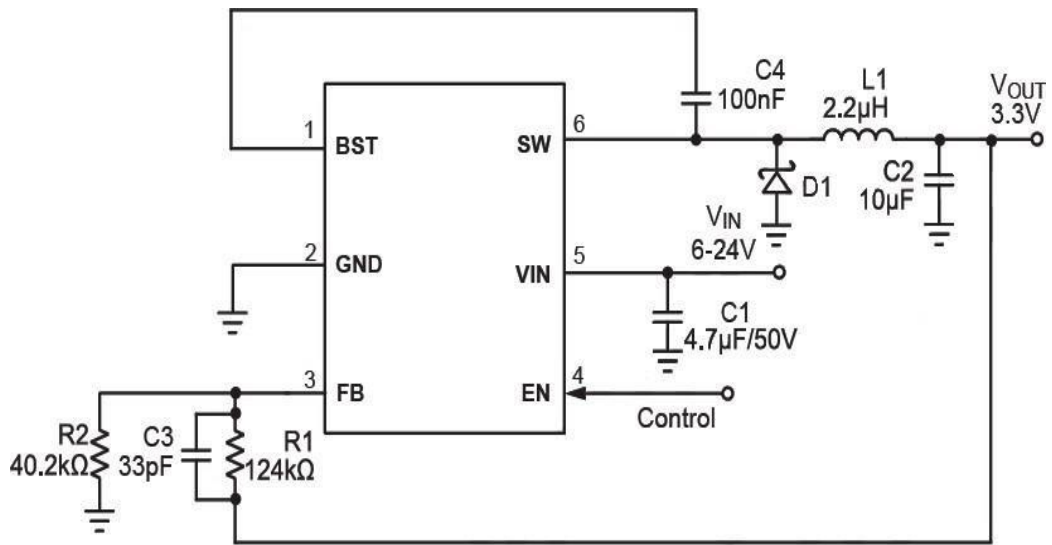 C4
100nF
L1
2.2µH
VOUT
3.3V
1
BST
SW
6
C2
10µF
D1
VIN
6-24V
2
GND
VIN
5
C1
4.7µF/50V
3
FB
EN
4
Control
R2
40.2kΩ
C3
33pF
R1
124kΩ